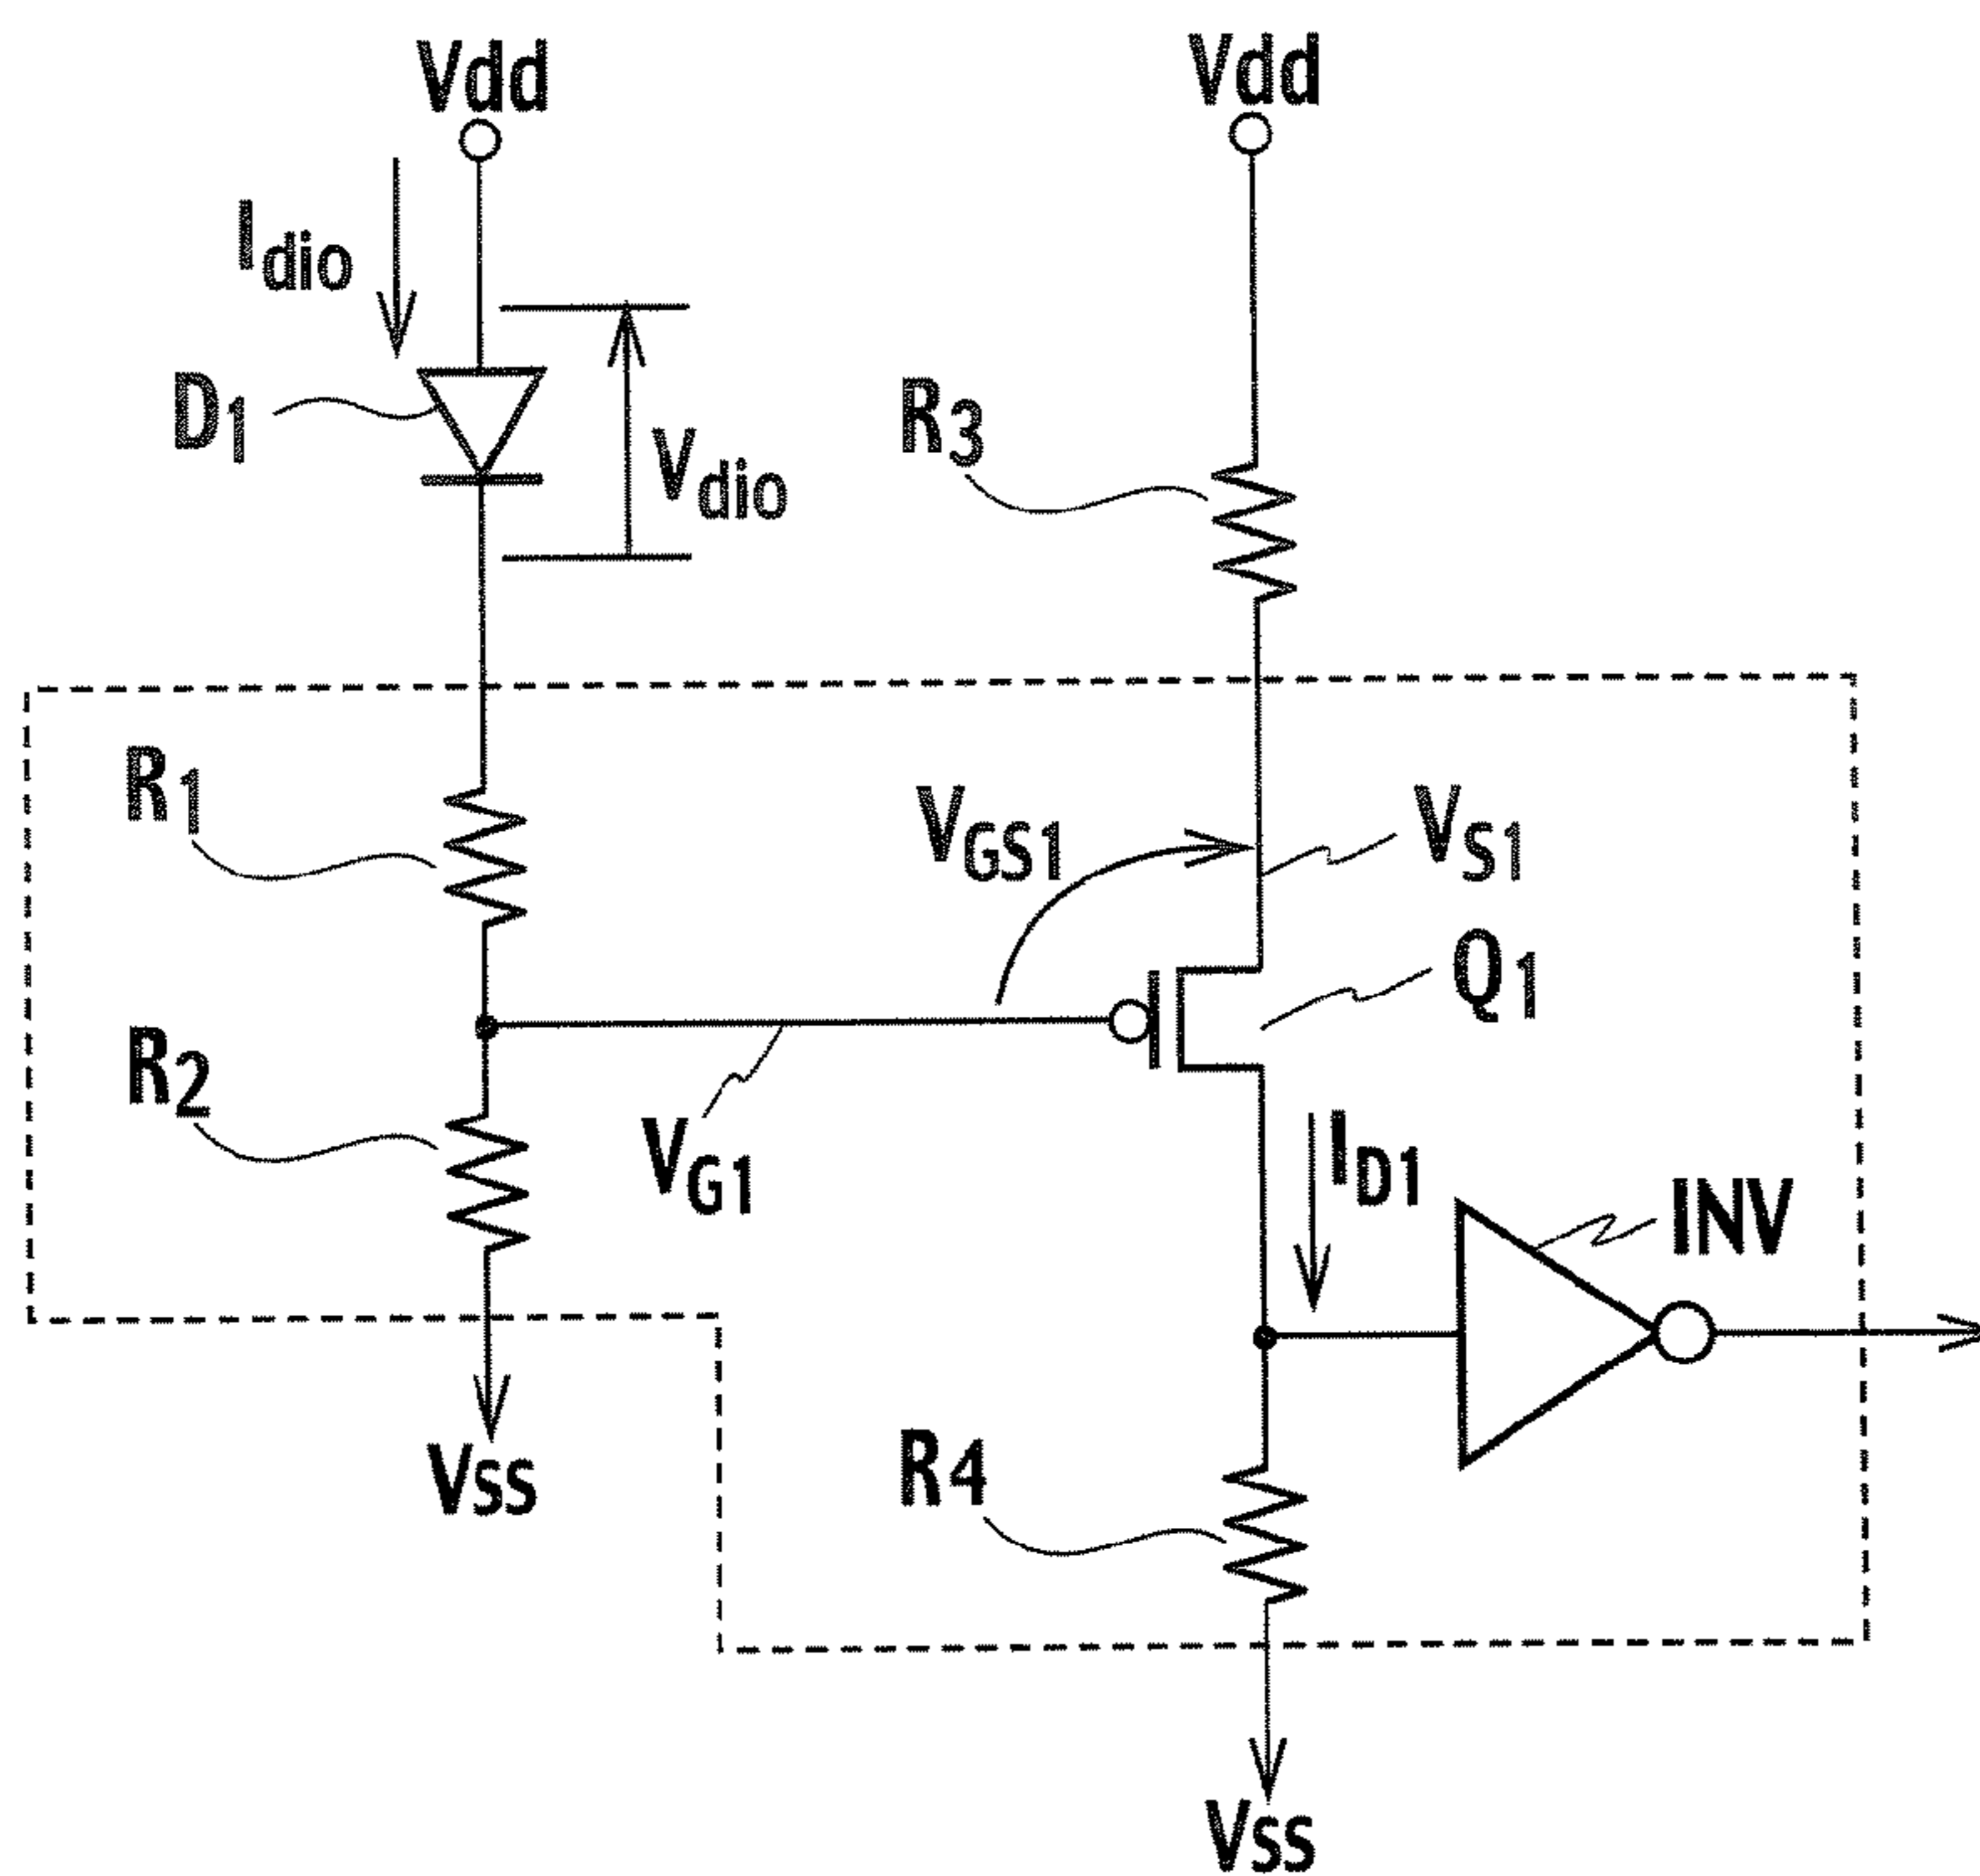 Vdd
Vdd
Idio
D1
Vdio
R3
R1
VGS1
VS1
Q1
R2
VG1
ID1
INV
VSS
R4
VSS